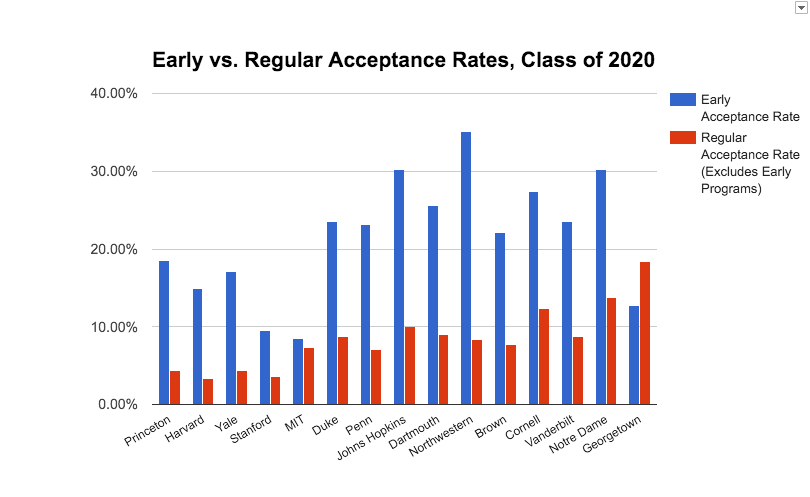 Early vs. Regular Acceptance Rates, Class of 2020
40.00%
30.00%
20.00%
10.00%
0.00%
Early
Acceptance Rate
Regular
Acceptance Rate
(Excludes Early
Programs)
Princeton
Harvard
Yale
Stanford
MIT
Duke
Penn
Johns Hopkins
Dartmouth
Northwestern
Brown
Cornell
Vanderbilt
Notre Dame
Georgetown